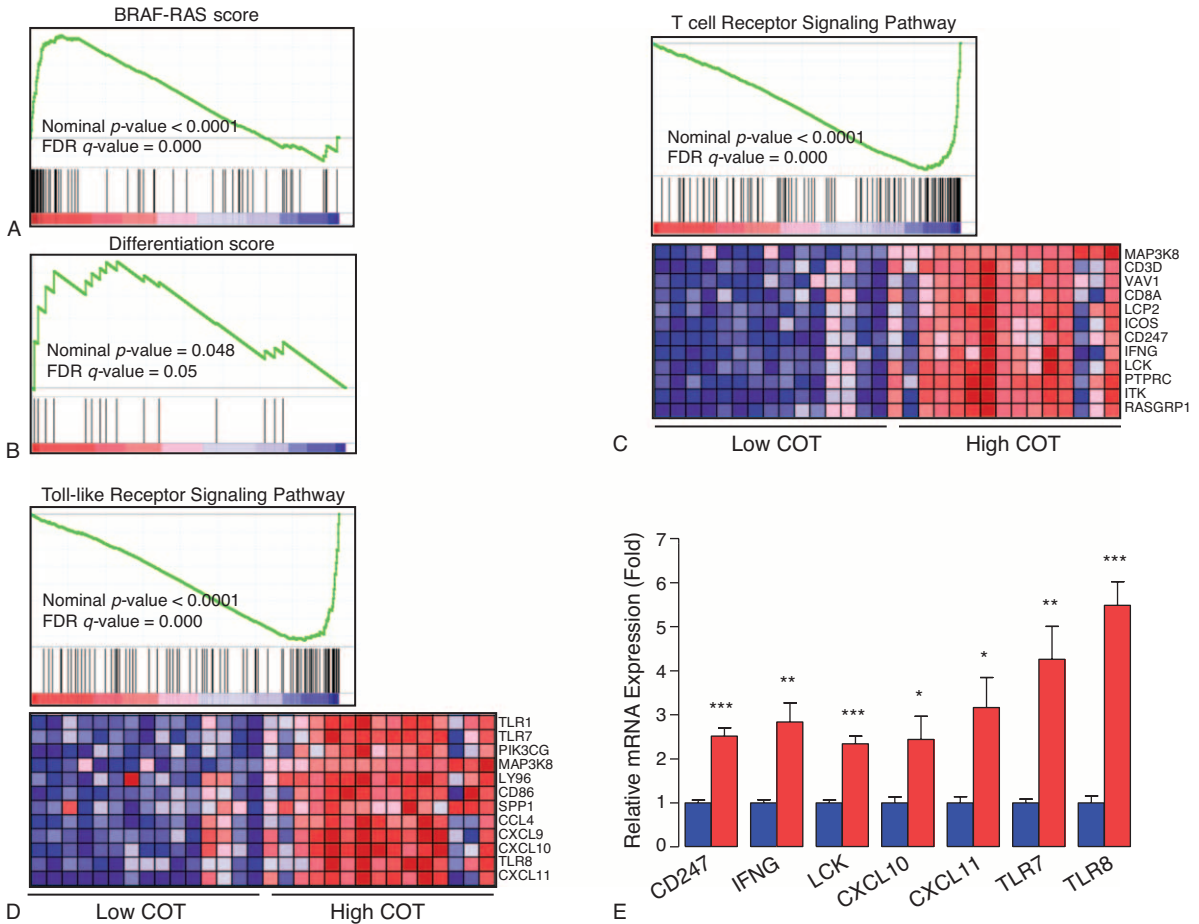 BRAF-RAS score
Nominal p-value < 0.0001
FDR q-value = 0.000
A
Differentiation score
Nominal p-value = 0.048
FDR q-value = 0.05
B
T cell Receptor Signaling Pathway
Nominal p-value < 0.0001
FDR q-value = 0.000
MAP3K8
CD3D
VAV1
CD8A
LCP2
ICOS
CD247
IFNG
LCK
PTPRC
ITK
RASGRP1
Low COT
High COT
C
Toll-like Receptor Signaling Pathway
Nominal p-value < 0.0001
FDR q-value = 0.000
TLR1
TLR7
PIK3CG
MAP3K8
LY96
CD86
SPP1
CCL4
CXCL9
CXCL10
TLR8
CXCL11
Low COT
High COT
D
Relative mRNA Expression (Fold)
7
6
5
4
3
2
1
0
***
**
***
*
*
**
***
CD247
IFNG
LCK
CXCL10
CXCL11
TLR7
TLR8
E